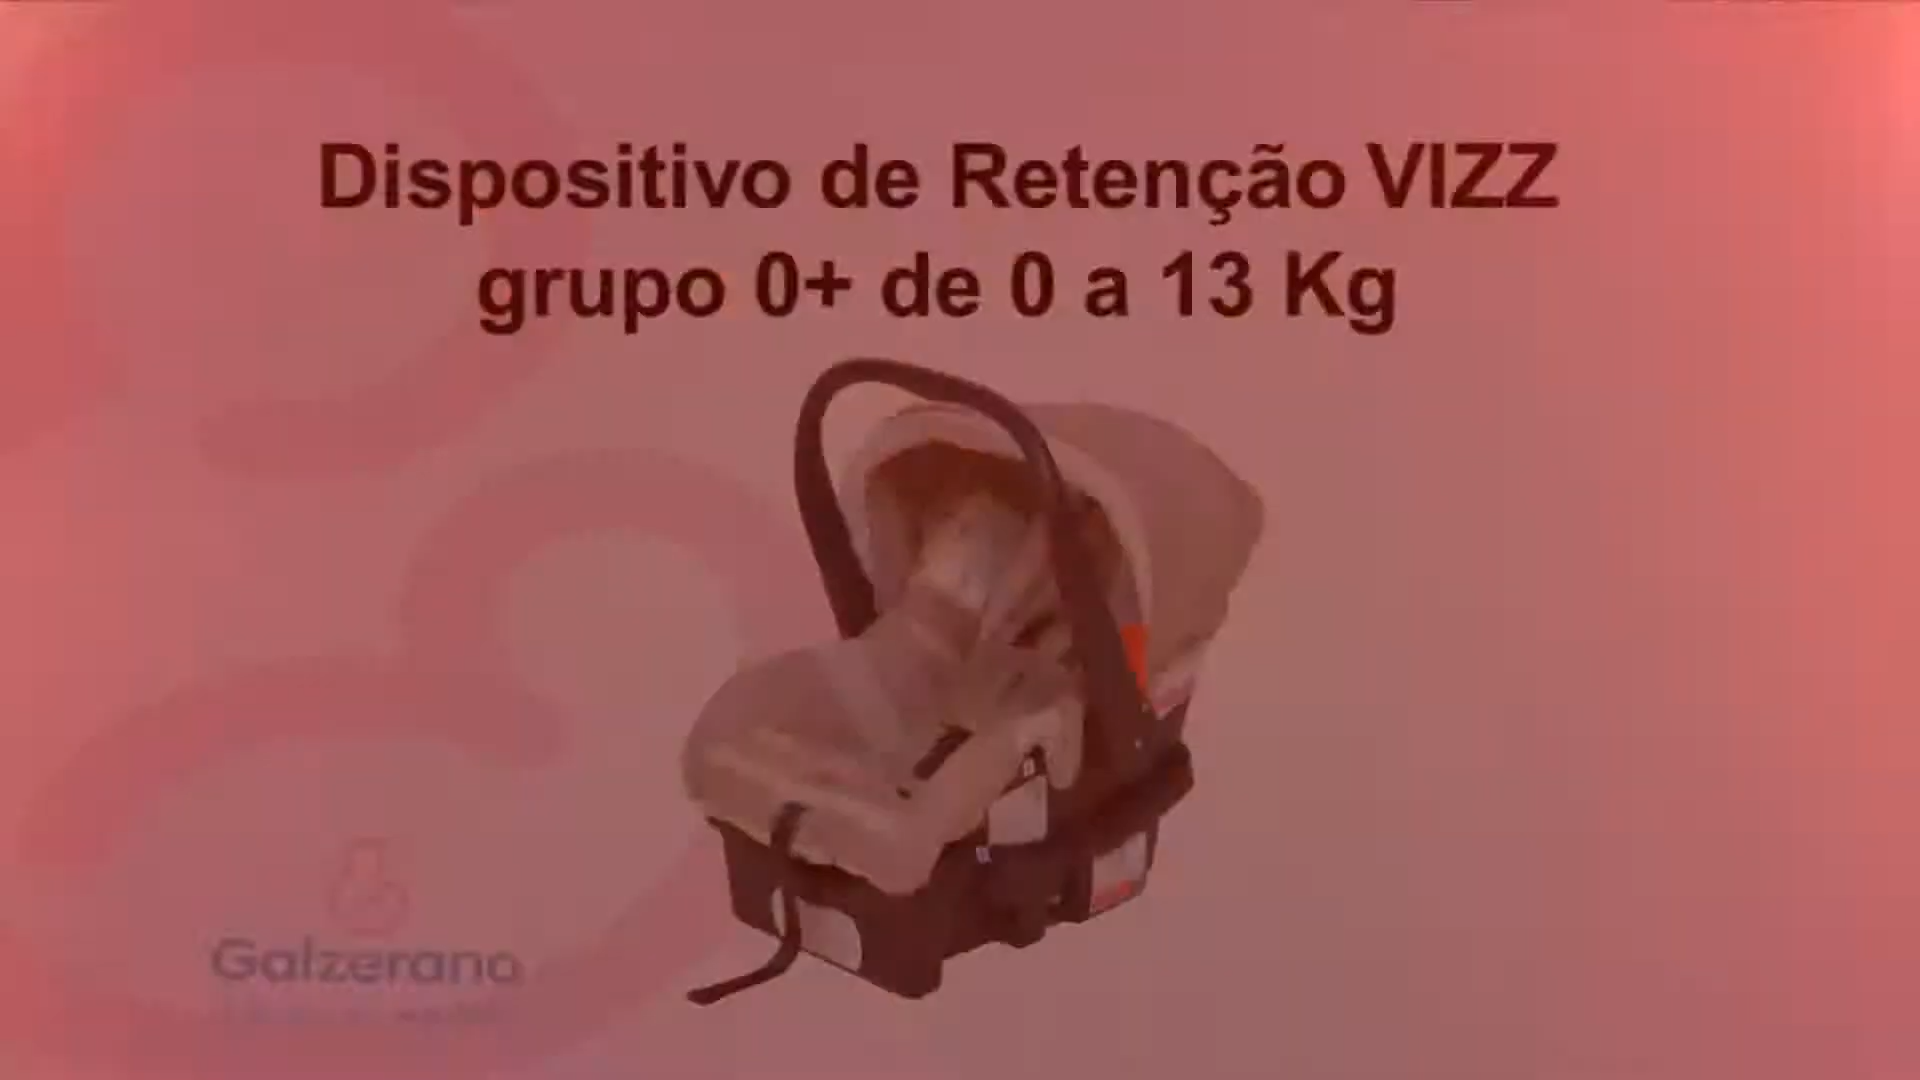 Dispositivo de Retenção VIZZ
grupo 0+ de 0 a 13 Kg
Galzerano